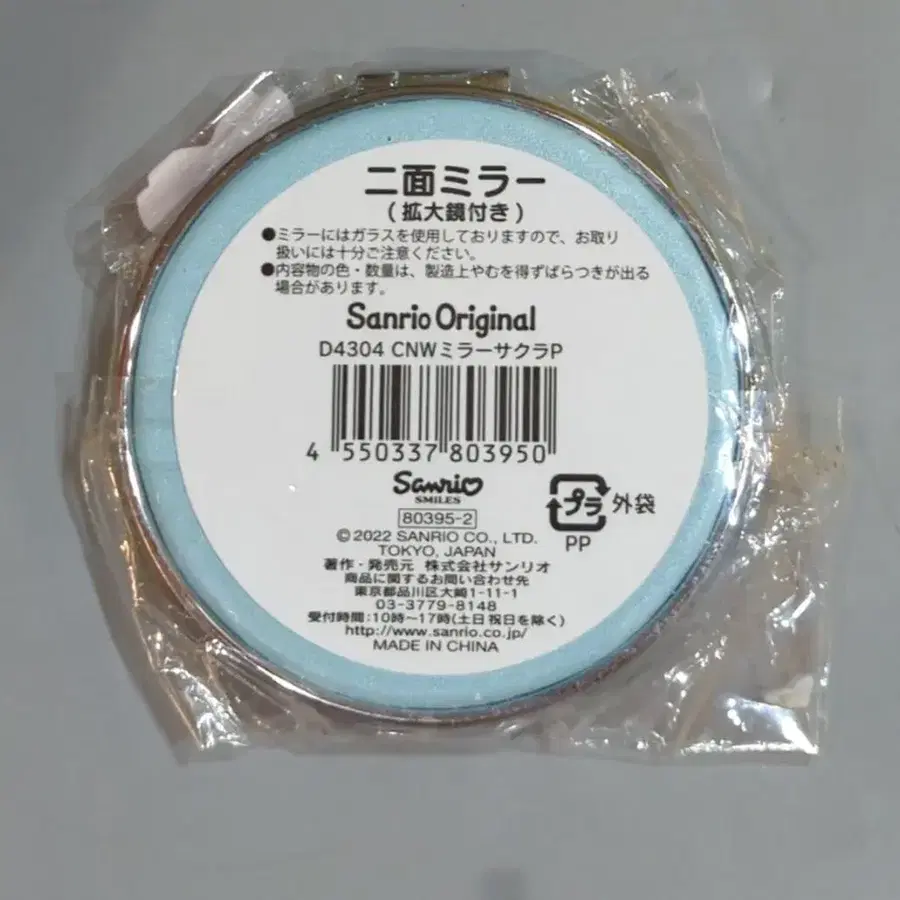 二面ミラー
(拡大鏡付き)
●ミラーにはガラスを使用しておりますので、お取り
扱いには十分ご注意ください。
●内容物の色・数量は、製造上やむを得ずばらつきが出る
場合があります。
Sanrio Original
D4304 CNWミラーサクラP
4 550337 803950
Sanrio
SMILES
80395-2
©2022 SANRIO CO., LTD.
TOKYO, JAPAN
著作・発売元 株式会社サンリオ
商品に関するお問い合わせ先
東京都品川区大崎1-11-1
03-3779-8148
受付時間:10時~17時(土日祝日を除く)
http://www.sanrio.co.jp/
MADE IN CHINA
プラ 外袋
PP